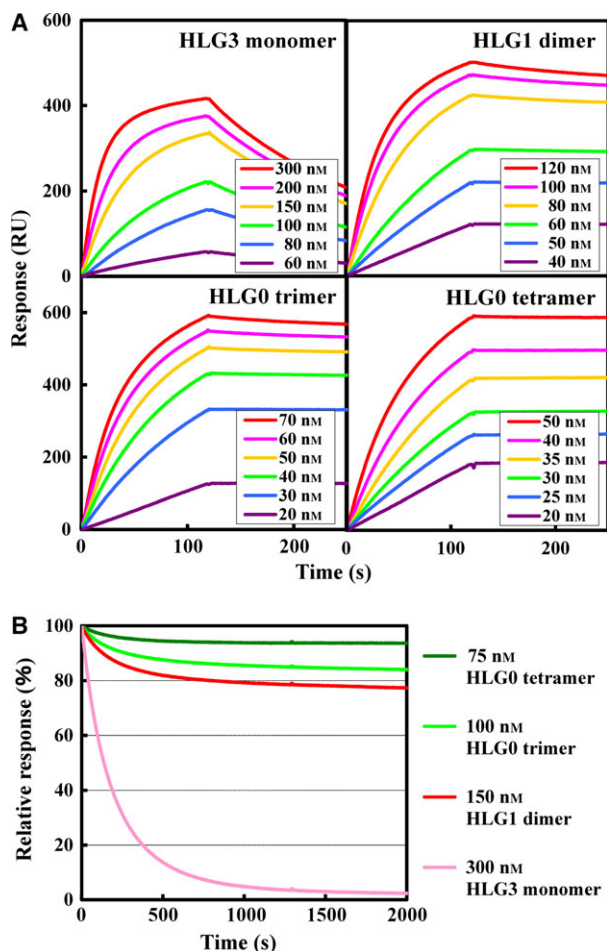 A
HLG3 monomer
HLG1 dimer
Response (RU)
600
400
200
0
300 nM
200 nM
150 nM
100 nM
80 nM
60 nM
120 nM
100 nM
80 nM
60 nM
50 nM
40 nM
HLG0 trimer
HLG0 tetramer
600
400
200
0
70 nM
60 nM
50 nM
40 nM
30 nM
20 nM
50 nM
40 nM
35 nM
30 nM
25 nM
20 nM
0 100 200 0 100 200
Time (s)
B
Relative response (%)
100
80
60
40
20
0
0 500 1000 1500 2000
Time (s)
75 nM
HLG0 tetramer
100 nM
HLG0 trimer
150 nM
HLG1 dimer
300 nM
HLG3 monomer